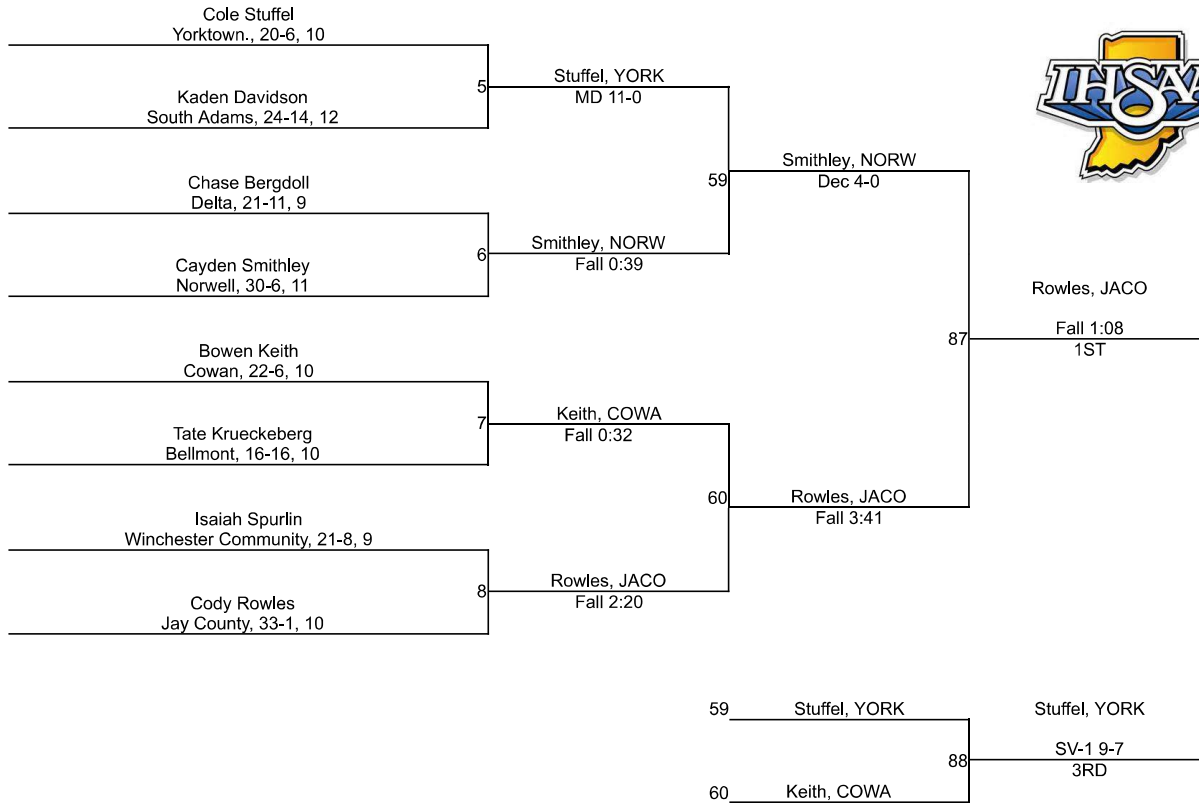 Cole Stuffel
Yorktown., 20-6, 10
Kaden Davidson
South Adams, 24-14, 12
5
Stuffel, YORK
MD 11-0
Chase Bergdoll
Delta, 21-11, 9
Cayden Smithley
Norwell, 30-6, 11
6
Smithley, NORW
Fall 0:39
59
Smithley, NORW
Dec 4-0
Bowen Keith
Cowan, 22-6, 10
Tate Krueckeberg
Bellmont, 16-16, 10
7
Keith, COWA
Fall 0:32
Isaiah Spurlin
Winchester Community, 21-8, 9
Cody Rowles
Jay County, 33-1, 10
8
Rowles, JACO
Fall 2:20
60
Rowles, JACO
Fall 3:41
87
Rowles, JACO
Fall 1:08
1ST
IHSAA
59
Stuffel, YORK
60
Keith, COWA
88
Stuffel, YORK
SV-1 9-7
3RD